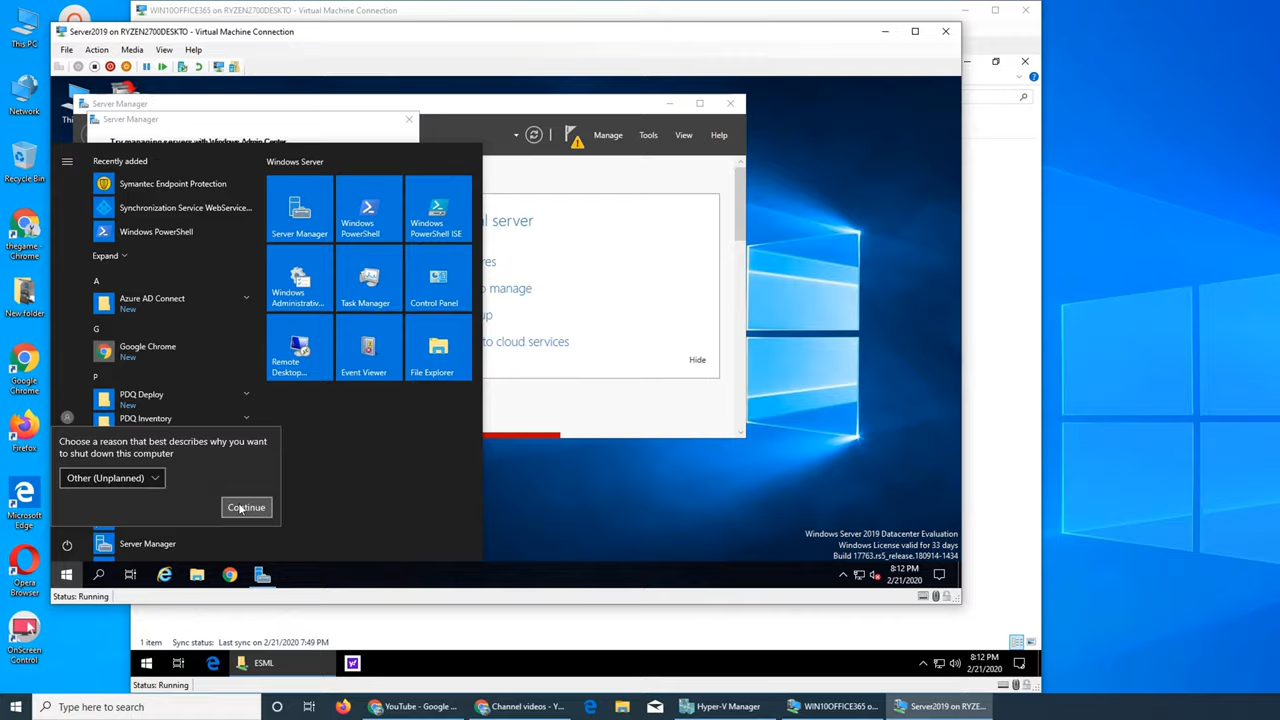 This PC
Network
Recycle Bin
thegame -
Chrome
New folder
Google
Chrome
Firefox
Microsoft
Edge
Opera
Browser
OnScreen
Control
WIN10OFFICE365 on RYZEN2700DESKTO - Virtual Machine Connection
Server2019 on RYZEN2700DESKTO - Virtual Machine Connection
File Action Media View Help
Server Manager
Server Manager
Try managing servers with Windows Admin Center
Manage Tools View Help
Recently added
Symantec Endpoint Protection
Synchronization Service WebService...
Windows PowerShell
Expand
A
Azure AD Connect
New
G
Google Chrome
New
P
PDQ Deploy
New
PDQ Inventory
Choose a reason that best describes why you want
to shut down this computer
Other (Unplanned)
Continue
Server Manager
Windows Server
Server Manager
Windows
PowerShell
Windows
PowerShell ISE
Windows
Administrativ...
Task Manager
Control Panel
Remote
Desktop...
Event Viewer
File Explorer
al server
res
o manage
up
to cloud services
Hide
Windows Server 2019 Datacenter Evaluation
Windows License valid for 33 days
Build 17763.rs5_release.180914-1434
8:12 PM
2/21/2020
Status: Running
1 item Sync status: Last sync on 2/21/2020 7:49 PM
ESML
8:12 PM
2/21/2020
Status: Running
Type here to search
YouTube - Google ...
Channel videos - Y...
Hyper-V Manager
WIN10OFFICE365 o...
Server2019 on RYZE...